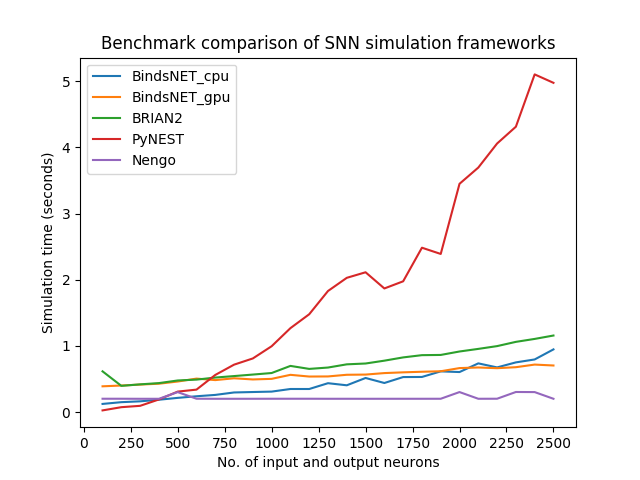 Benchmark comparison of SNN simulation frameworks
BindsNET_cpu
BindsNET_gpu
BRIAN2
PyNEST
Nengo
Simulation time (seconds)
5
4
3
2
1
0
0 250 500 750 1000 1250 1500 1750 2000 2250 2500
No. of input and output neurons